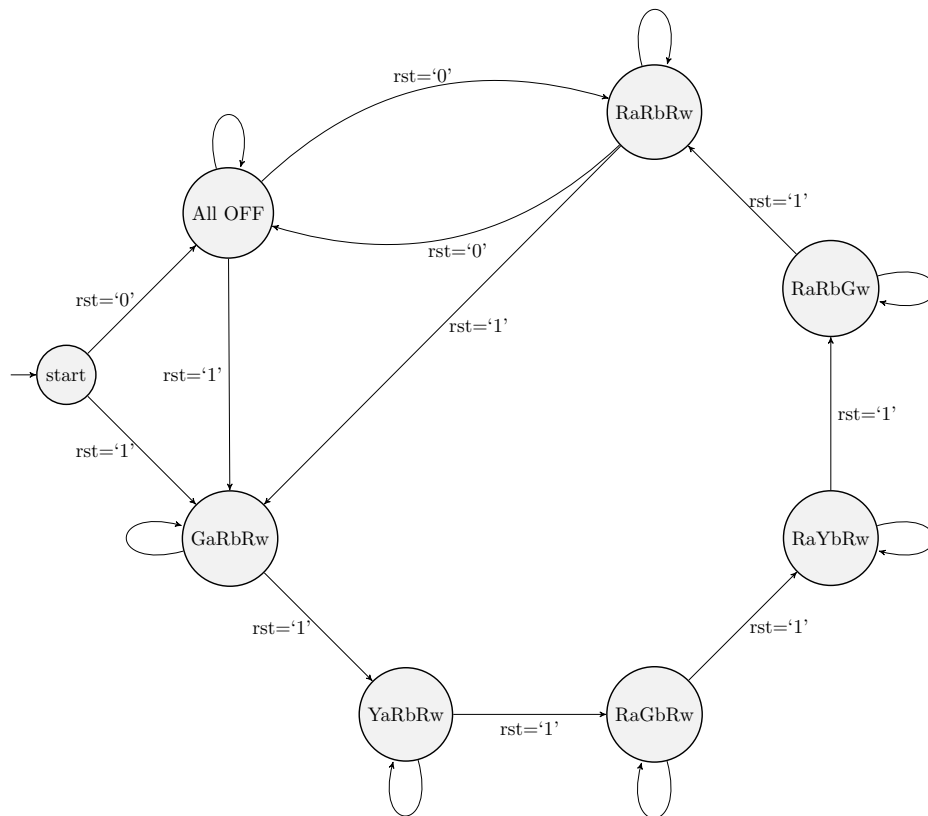 RaRbRw
rst=‘0’
All OFF
rst=‘0’
rst=‘1’
RaRbGw
rst=‘0’
rst=‘1’
start
rst=‘1’
rst=‘1’
rst=‘1’
GaRbRw
RaYbRw
rst=‘1’
rst=‘1’
YaRbRw
RaGbRw
rst=‘1’